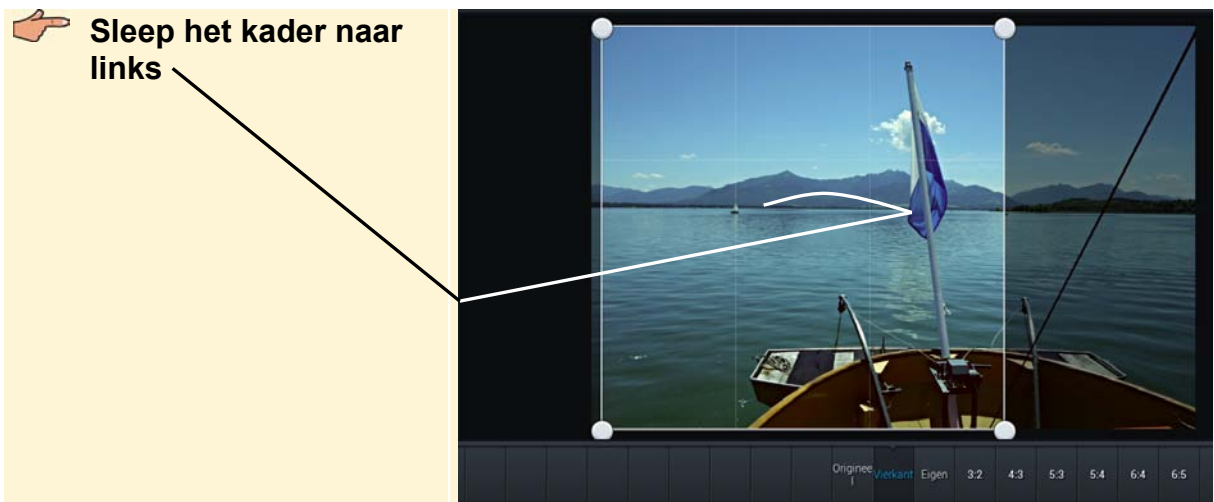 Sleep het kader naar
links
Originee
l
Vierkant Eigen 3:2 4:3 5:3 5:4 6:4 6:5